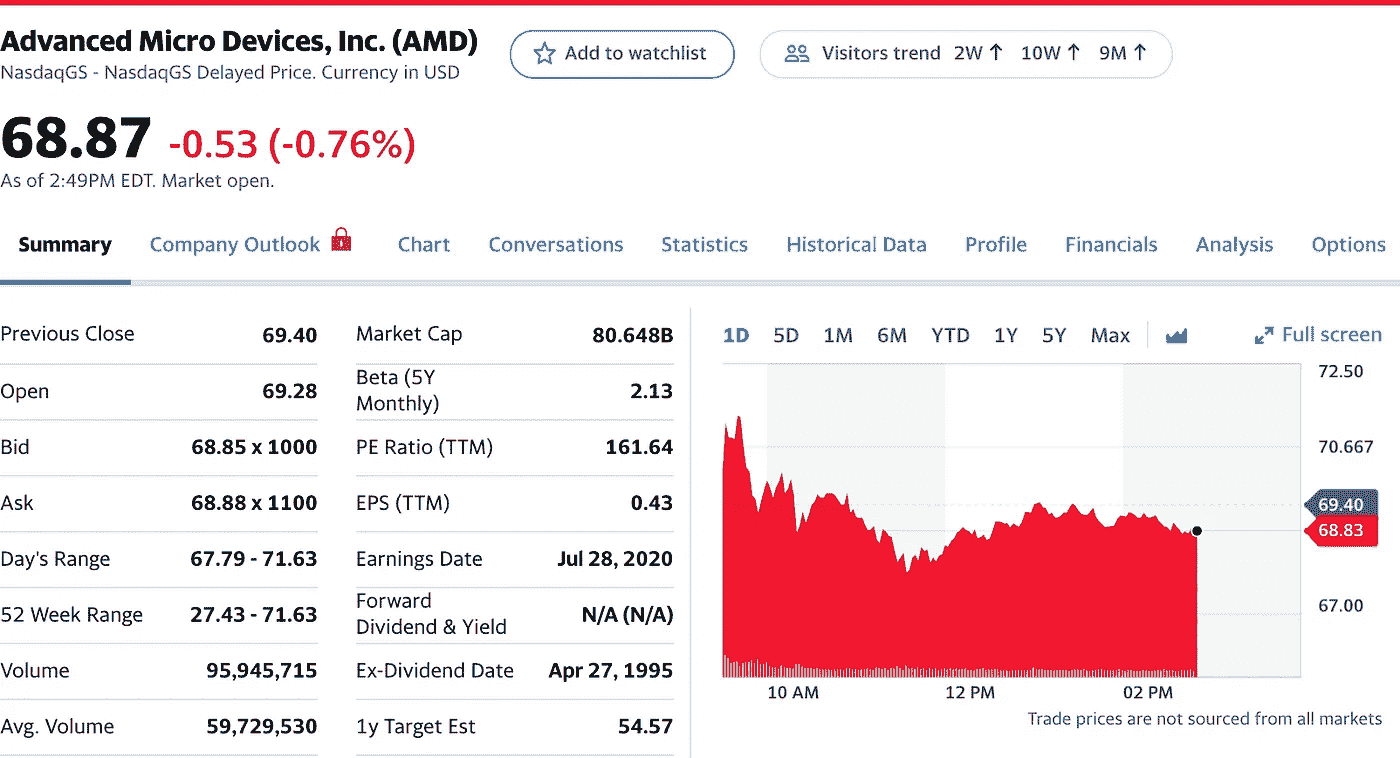 Advanced Micro Devices, Inc. (AMD)
Add to watchlist
Visitors trend 2W ↑ 10W ↑ 9M ↑
NasdaqGS - NasdaqGS Delayed Price. Currency in USD
68.87 -0.53 (-0.76%)
As of 2:49PM EDT. Market open.
Summary Company Outlook Chart Conversations Statistics Historical Data Profile Financials Analysis Options
Previous Close 69.40
Open 69.28
Bid 68.85 x 1000
Ask 68.88 x 1100
Day's Range 67.79 - 71.63
52 Week Range 27.43 - 71.63
Volume 95,945,715
Avg. Volume 59,729,530
Market Cap 80.648B
Beta (5Y
Monthly) 2.13
PE Ratio (TTM) 161.64
EPS (TTM) 0.43
Earnings Date Jul 28, 2020
Forward
Dividend & Yield N/A (N/A)
Ex-Dividend Date Apr 27, 1995
1y Target Est 54.57
1D 5D 1M 6M YTD 1Y 5Y Max Full screen
72.50
70.667
69.40
68.83
67.00
10 AM 12 PM 02 PM
Trade prices are not sourced from all markets